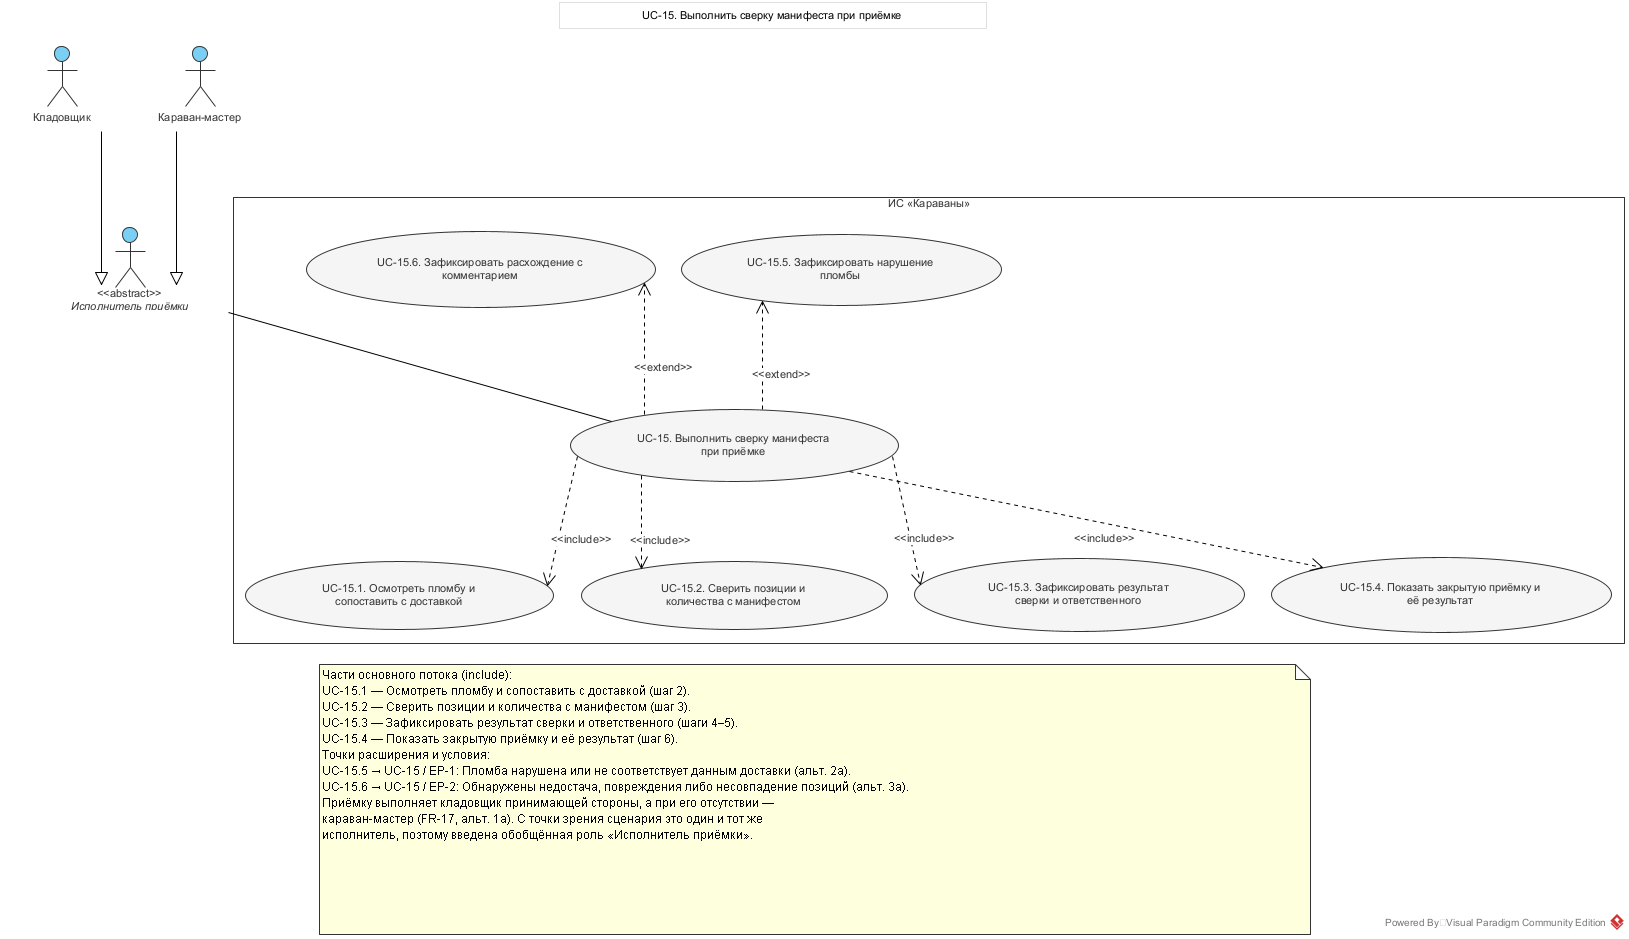 UC-15. Выполнить сверку манифеста при приёмке
Кладовщик
Караван-мастер
ИС «Караваны»
<<abstract>>
Исполнитель приёмки
UC-15.6. Зафиксировать расхождение с
комментарием
UC-15.5. Зафиксировать нарушение
пломбы
<<extend>>
<<extend>>
UC-15. Выполнить сверку манифеста
при приёмке
<<include>>
<<include>>
<<include>>
<<include>>
UC-15.1. Осмотреть пломбу и
сопоставить с доставкой
UC-15.2. Сверить позиции и
количества с манифестом
UC-15.3. Зафиксировать результат
сверки и ответственного
UC-15.4. Показать закрытую приёмку и
её результат
Части основного потока (include):
UC-15.1 — Осмотреть пломбу и сопоставить с доставкой (шаг 2).
UC-15.2 — Сверить позиции и количества с манифестом (шаг 3).
UC-15.3 — Зафиксировать результат сверки и ответственного (шаги 4–5).
UC-15.4 — Показать закрытую приёмку и её результат (шаг 6).
Точки расширения и условия:
UC-15.5 → UC-15 / EP-1: Пломба нарушена или не соответствует данным доставки (альт. 2а).
UC-15.6 → UC-15 / EP-2: Обнаружены недостача, повреждения либо несовпадение позиций (альт. 3а).
Приёмку выполняет кладовщик принимающей стороны, а при его отсутствии —
караван-мастер (FR-17, альт. 1а). С точки зрения сценария это один и тот же
исполнитель, поэтому введена обобщённая роль «Исполнитель приёмки».
Powered By Visual Paradigm Community Edition